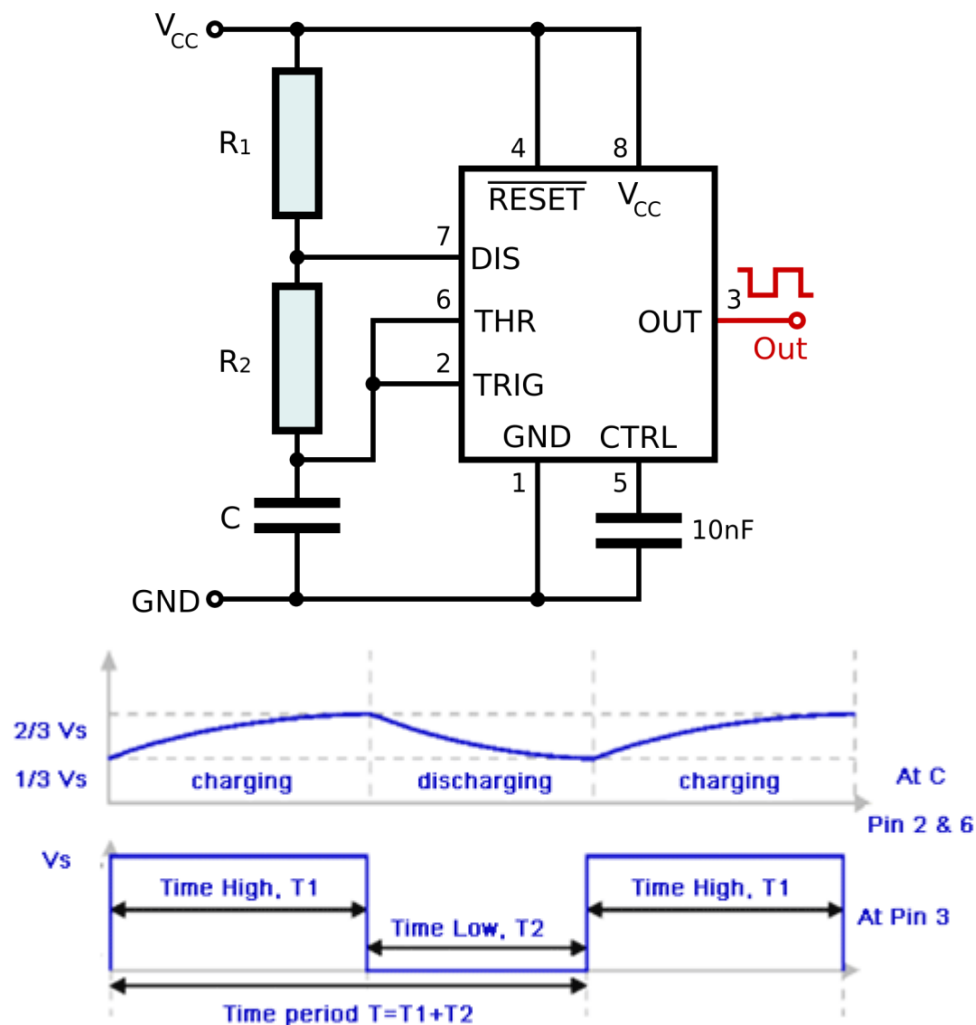 VCC
R1
4
8
RESET
VCC
7
DIS
6
THR
3
OUT
Out
R2
2
TRIG
GND
CTRL
1
5
C
10nF
GND
2/3 Vs
1/3 Vs
charging
discharging
charging
At C
Pin 2 & 6
Vs
Time High, T1
Time High, T1
Time Low, T2
At Pin 3
Time period T=T1+T2